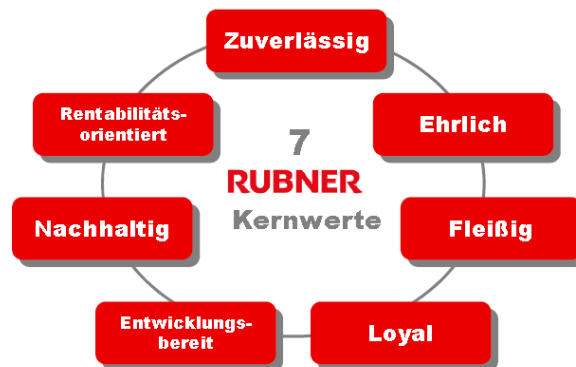 Zuverlässig
Ehrlich
Fleißig
Loyal
Entwicklungs-
bereit
Nachhaltig
Rentabilitäts-
orientiert
7
RUBNER
Kernwerte